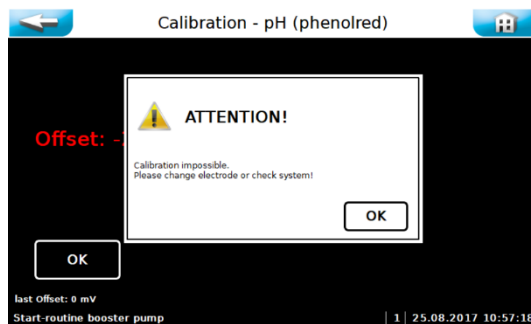 Calibration - pH (phenolred)
ATTENTION!
Offset: -
Calibration impossible.
Please change electrode or check system!
OK
OK
last Offset: 0 mV
Start-routine booster pump | 1 | 25.08.2017 10:57:18